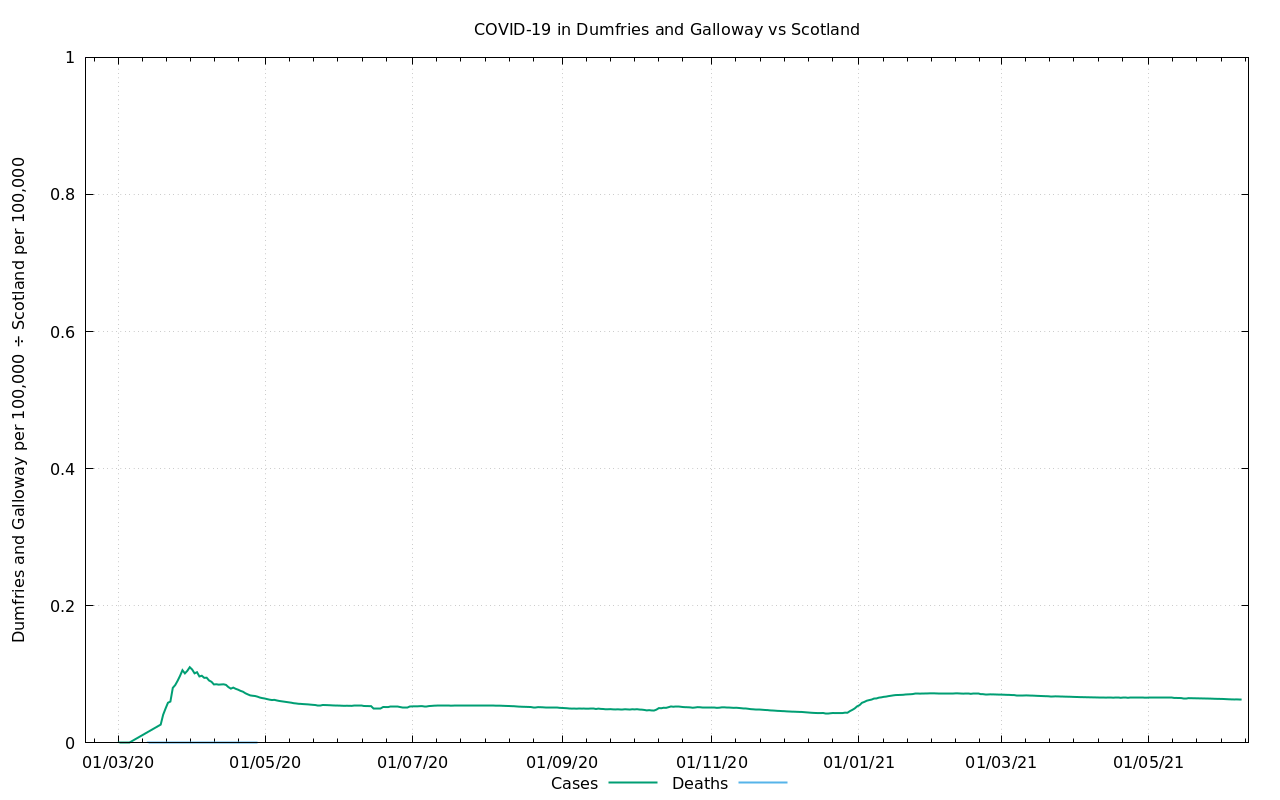 COVID-19 in Dumfries and Galloway vs Scotland
Dumfries and Galloway per 100,000 ÷ Scotland per 100,000
1
0.8
0.6
0.4
0.2
0
01/03/20 01/05/20 01/07/20 01/09/20 01/11/20 01/01/21 01/03/21 01/05/21
Cases Deaths